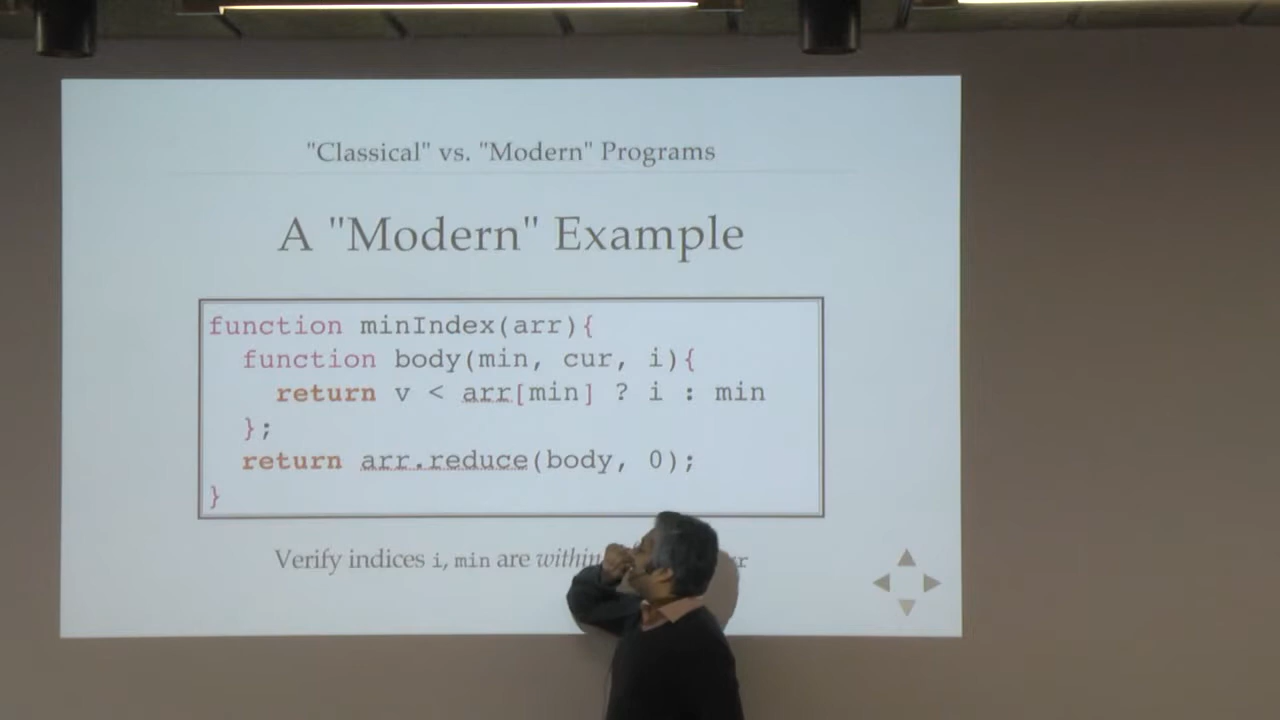 "Classical" vs. "Modern" Programs
A "Modern" Example
function minIndex(arr){
  function body(min, cur, i){
    return v < arr[min] ? i : min
  };
  return arr.reduce(body, 0);
}
Verify indices i, min are within